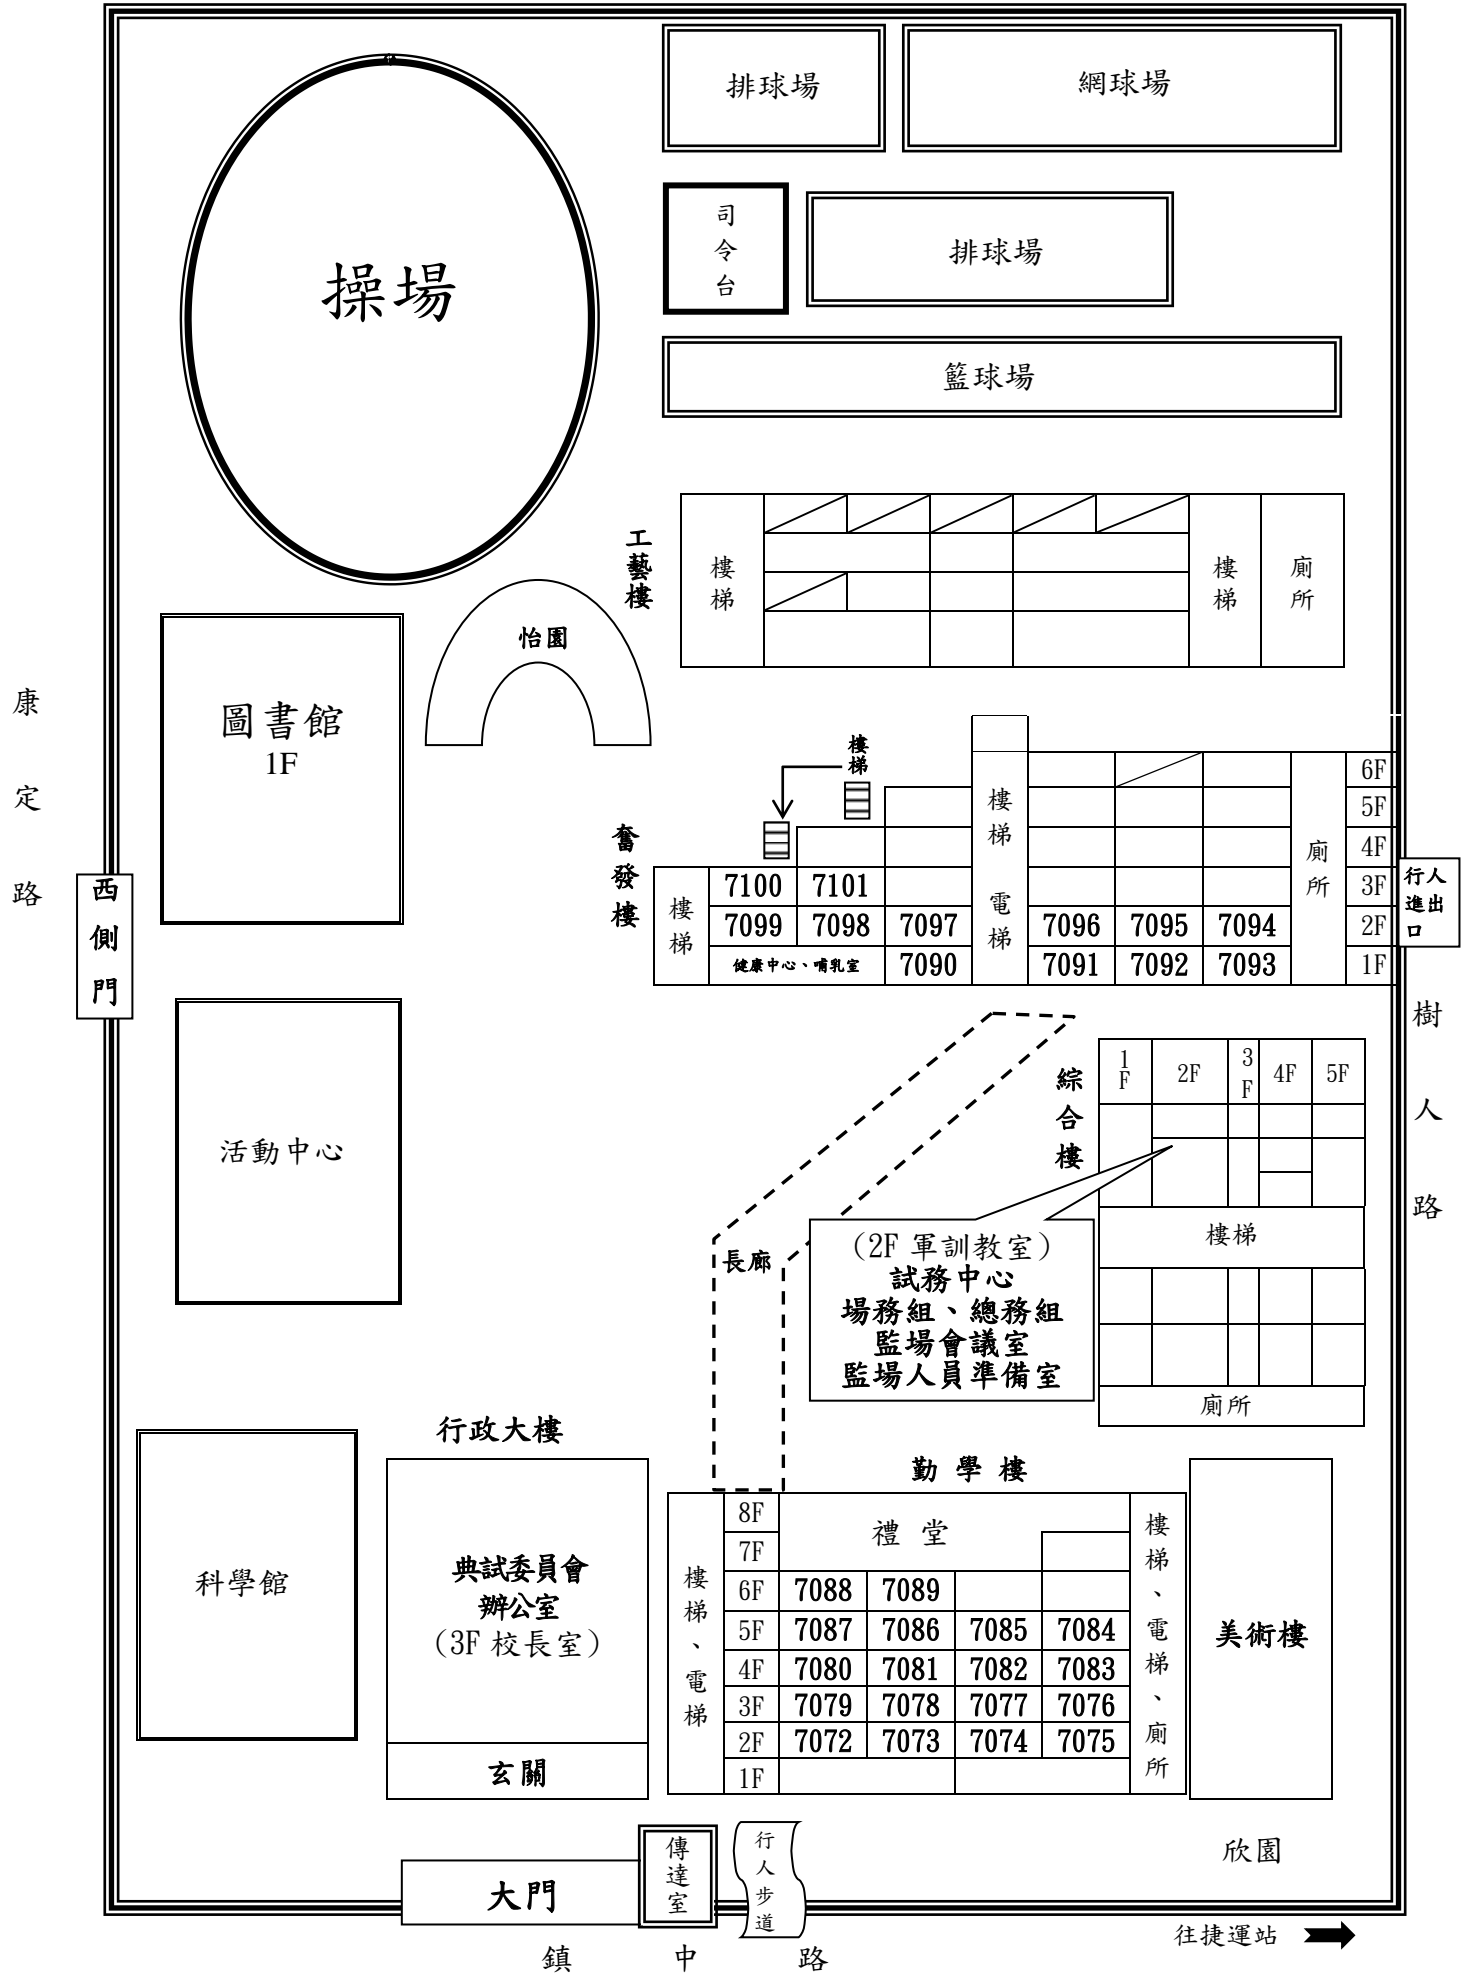 排球場
網球場
司令台
排球場
操場
籃球場
工藝樓
樓梯
樓梯
廁所
怡園
圖書館
1F
康定路
西側門
奮發樓
樓梯
樓梯 電梯
廁所
6F
5F
4F
樓梯
7100 7101 3F
7099 7098 7097 7096 7095 7094 2F
健康中心、哺乳室 7090 7091 7092 7093 1F
行人
進出
口
樹人路
活動中心
綜合樓
1F 2F 3F 4F 5F
樓梯
廁所
長廊
(2F 軍訓教室)
試務中心
場務組、總務組
監場會議室
監場人員準備室
行政大樓
典試委員會
辦公室
(3F 校長室)
玄關
科學館
勤學樓
樓梯、電梯
8F 禮堂
7F
6F 7088 7089
5F 7087 7086 7085 7084
4F 7080 7081 7082 7083
3F 7079 7078 7077 7076
2F 7072 7073 7074 7075
1F
樓梯、電梯、廁所
美術樓
欣園
大門
傳達室
行人步道
往捷運站
鎮中路